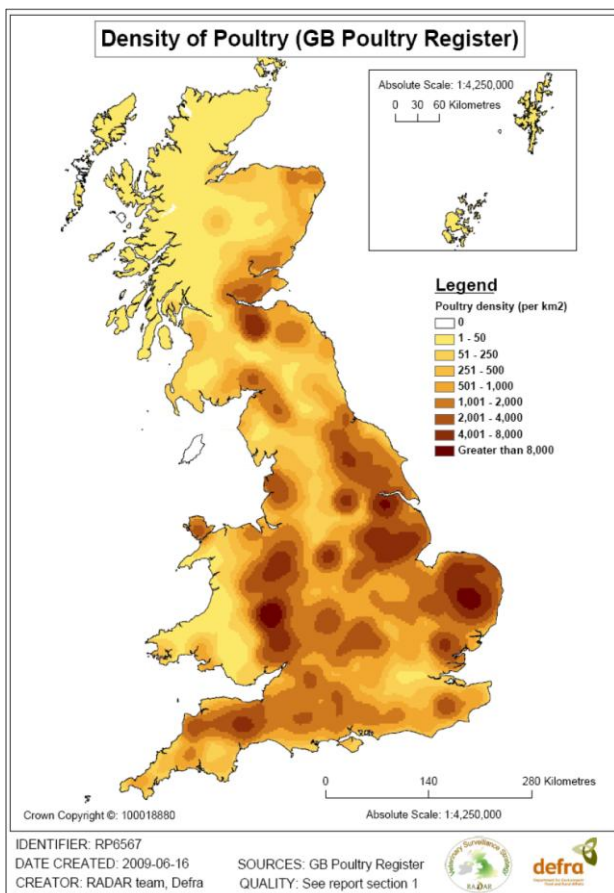 Density of Poultry (GB Poultry Register)
Absolute Scale: 1:4,250,000
0 30 60 Kilometres
Legend
Poultry density (per km2)
0
1 - 50
51 - 250
251 - 500
501 - 1,000
1,001 - 2,000
2,001 - 4,000
4,001 - 8,000
Greater than 8,000
0 140 280 Kilometres
Crown Copyright ©: 100018880
Absolute Scale: 1:4,250,000
IDENTIFIER: RP6567
DATE CREATED: 2009-06-16
SOURCES: GB Poultry Register
CREATOR: RADAR team, Defra
QUALITY: See report section 1
Veterinary Surveillance Strategy
RADAR
defra